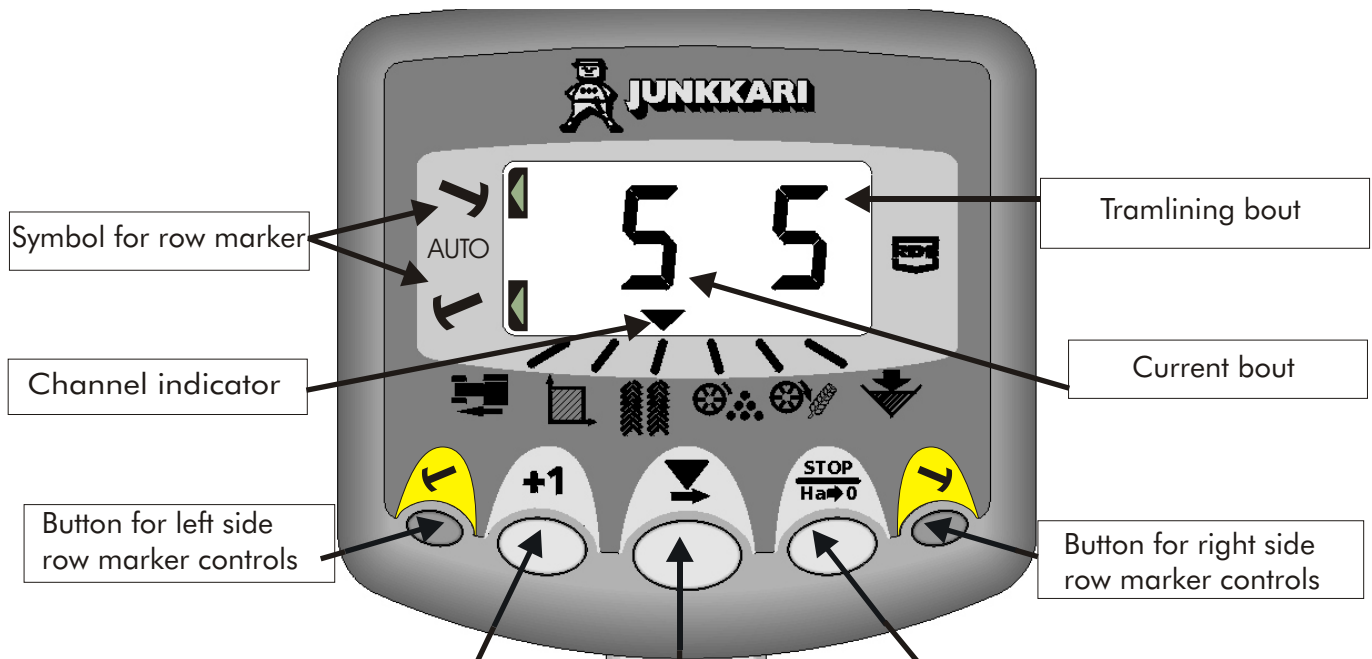 JUNKKARI
Symbol for row marker
AUTO
5 5
RDS
Tramlining bout
Channel indicator
Current bout
+1
STOP
Ha➡0
Button for left side
row marker controls
Button for right side
row marker controls